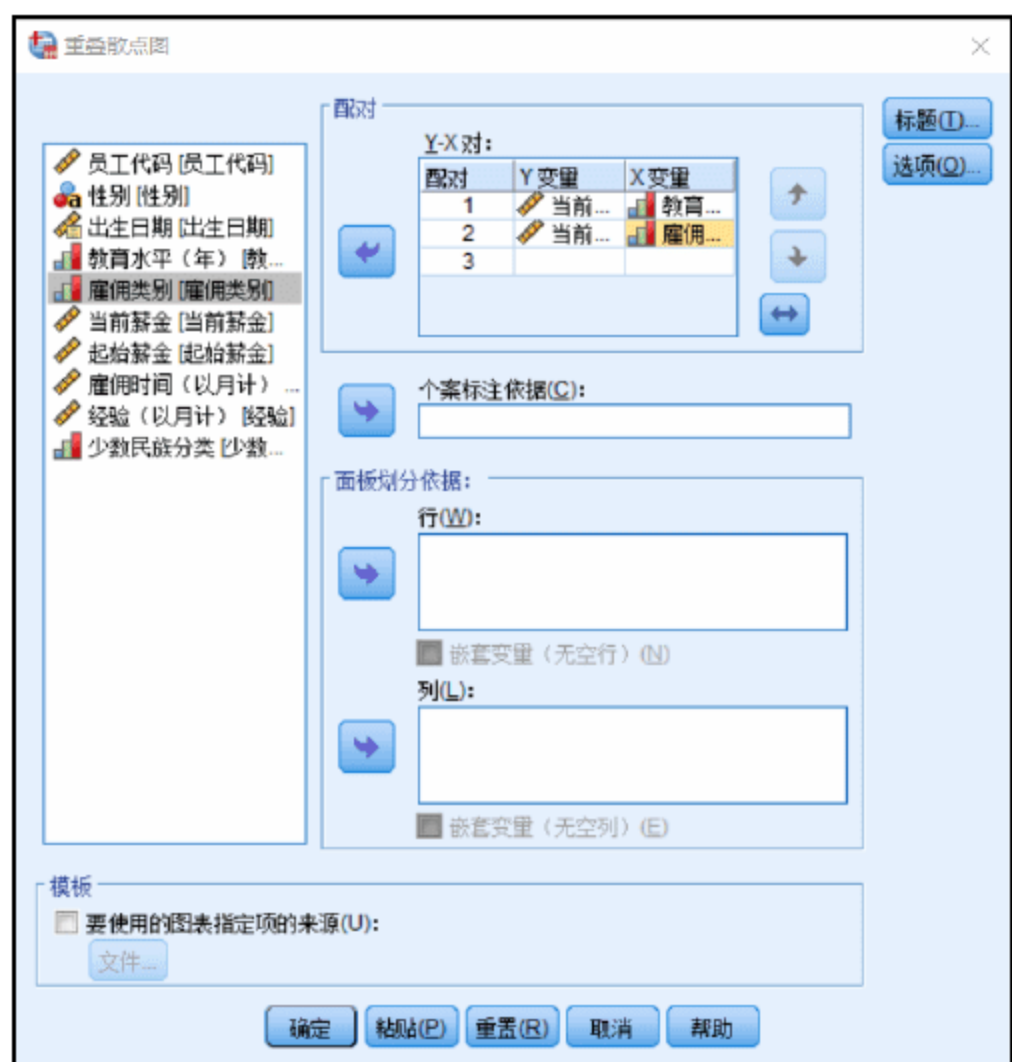 重叠散点图
配对
标题(T)...
Y-X 对:
选项(O)...
员工代码 [员工代码]
性别 [性别]
出生日期 [出生日期]
教育水平（年） [教...
雇佣类别 [雇佣类别]
当前薪金 [当前薪金]
起始薪金 [起始薪金]
雇佣时间（以月计） ...
经验（以月计） [经验]
少数民族分类 [少数...
配对 Y 变量 X 变量
1 当前... 教育...
2 当前... 雇佣...
3
个案标注依据(C):
面板划分依据:
行(W):
嵌套变量（无空行）(N)
列(L):
嵌套变量（无空列）(E)
模板
要使用的图表指定项的来源(U):
文件...
确定 粘贴(P) 重置(R) 取消 帮助